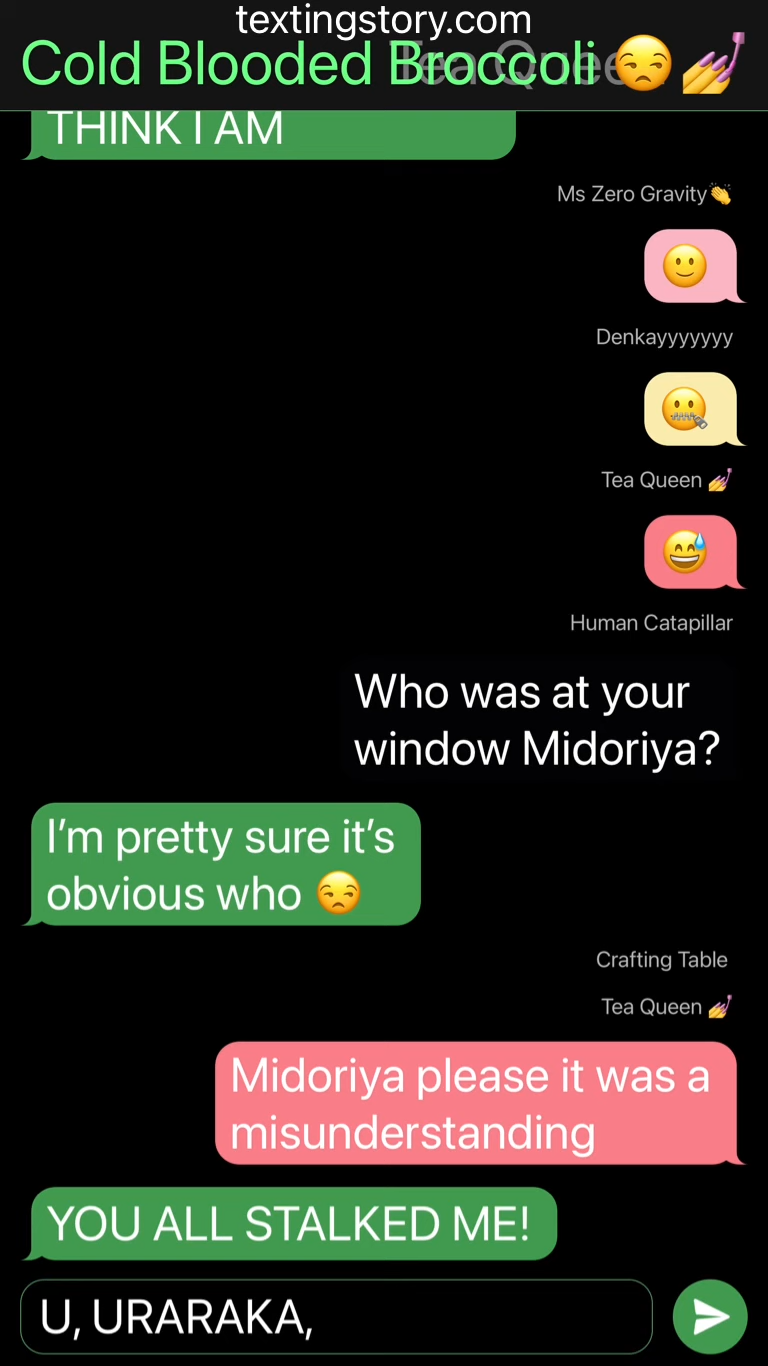 textingstory.com
Cold Blooded Broccoli 😒💅
THINK I AM
Ms Zero Gravity👏
🙂
Denkayyyyyyy
🤐
Tea Queen 💅
😅
Human Catapillar
Who was at your
window Midoriya?
I’m pretty sure it’s
obvious who 😒
Crafting Table
Tea Queen 💅
Midoriya please it was a
misunderstanding
YOU ALL STALKED ME!
U, URARAKA,